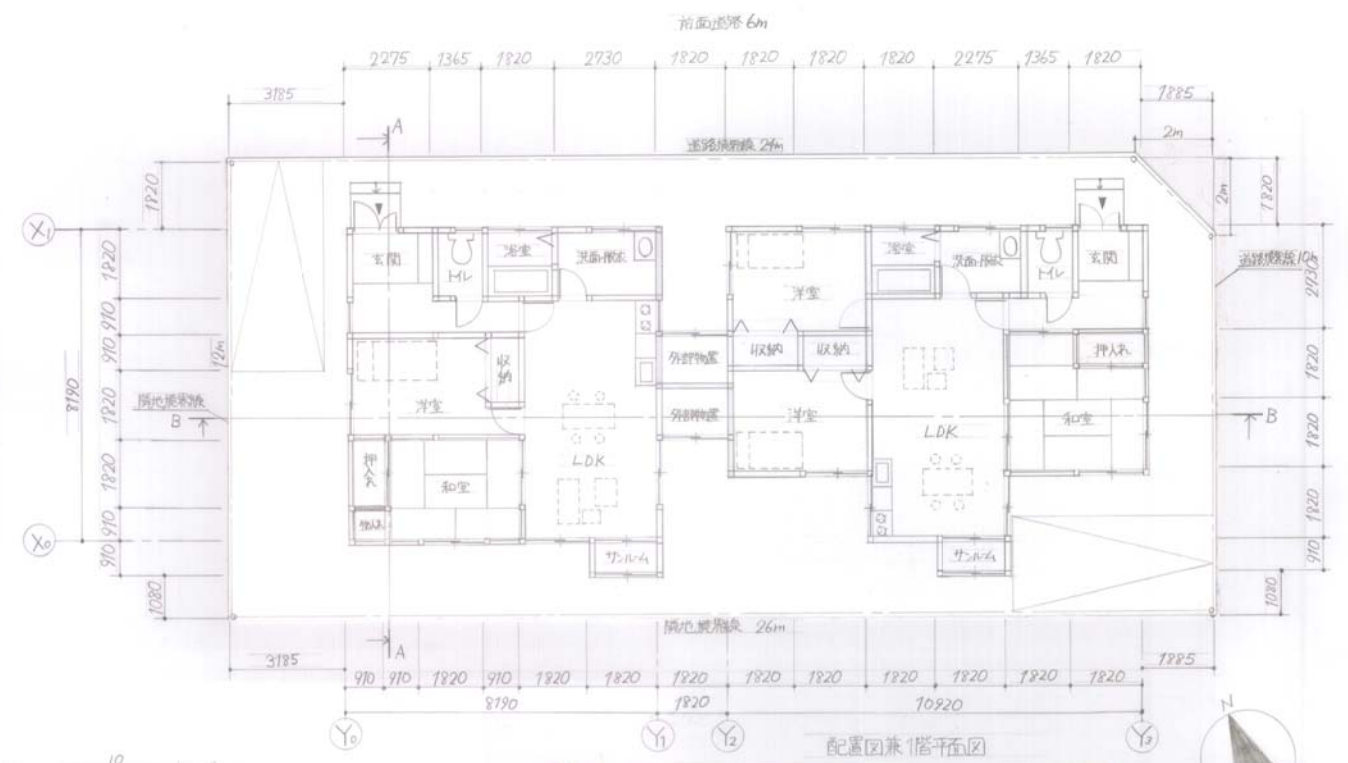 前面道路 6m
2275 1365 1820 2730 1820 1820 1820 1820 2275 1365 1820
3185
1885
A
2m
道路境界線 24m
1820
2m
1820
X1
玄関
トイレ
浴室
洗面・脱衣
洋室
浴室
洗面・脱衣
トイレ
玄関
道路境界線 10m
1820
910
910
1820
1820
910
910
8190
2730
1820
1820
1820
910
12m
収納
外部物置
収納
収納
押入れ
隣地境界線
B
洋室
外部物置
洋室
和室
B
LDK
LDK
押入れ
和室
X0
サンルーム
サンルーム
1080
1080
隣地境界線 26m
3185
A
1885
910 910 1820 910 1820 1820 1820 1820 1820 1820 1820 1820 1820
8190 1820 10920
Y0
Y1
Y2
Y3
配置図兼1階平面図
N
10